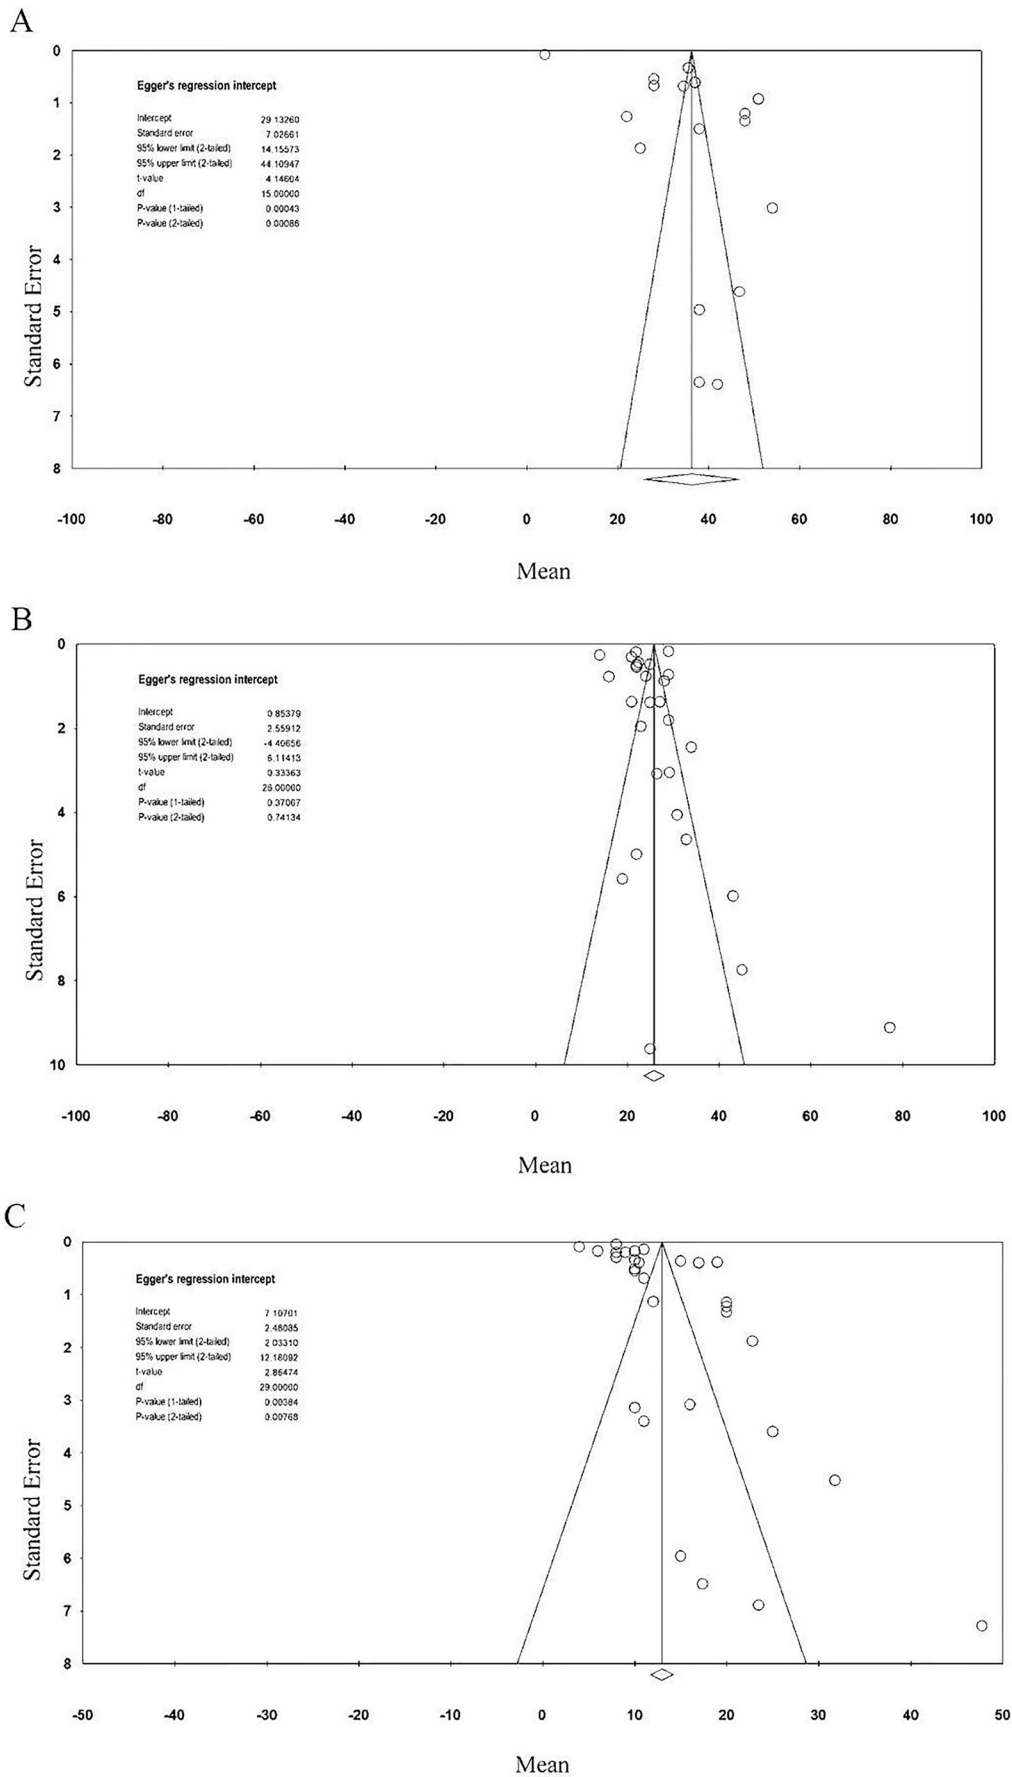 A
Egger's regression intercept
Intercept 29.13260
Standard error 7.02661
95% lower limit (2-tailed) 14.15573
95% upper limit (2-tailed) 44.10947
t-value 4.14604
df 15.00000
P-value (1-tailed) 0.00043
P-value (2-tailed) 0.00086
0
1
2
3
4
5
6
7
8
Standard Error
-100 -80 -60 -40 -20 0 20 40 60 80 100
Mean
B
Egger's regression intercept
Intercept 0.85379
Standard error 2.55912
95% lower limit (2-tailed) -4.40656
95% upper limit (2-tailed) 6.11413
t-value 0.33363
df 26.00000
P-value (1-tailed) 0.37067
P-value (2-tailed) 0.74134
0
2
4
6
8
10
Standard Error
-100 -80 -60 -40 -20 0 20 40 60 80 100
Mean
C
Egger's regression intercept
Intercept 7.10701
Standard error 2.48085
95% lower limit (2-tailed) 2.03310
95% upper limit (2-tailed) 12.18092
t-value 2.86474
df 29.00000
P-value (1-tailed) 0.00384
P-value (2-tailed) 0.00768
0
1
2
3
4
5
6
7
8
Standard Error
-50 -40 -30 -20 -10 0 10 20 30 40 50
Mean